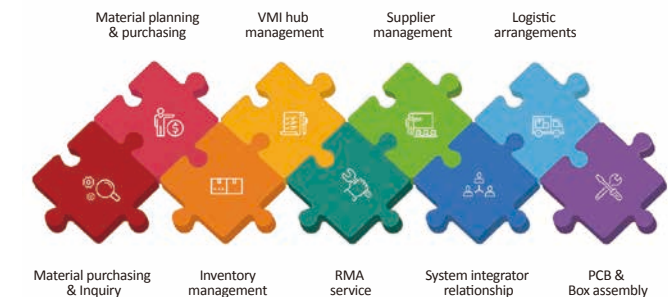 Material planning
& purchasing
VMI hub
management
Supplier
management
Logistic
arrangements
Material purchasing
& Inquiry
Inventory
management
RMA
service
System integrator
relationship
PCB &
Box assembly